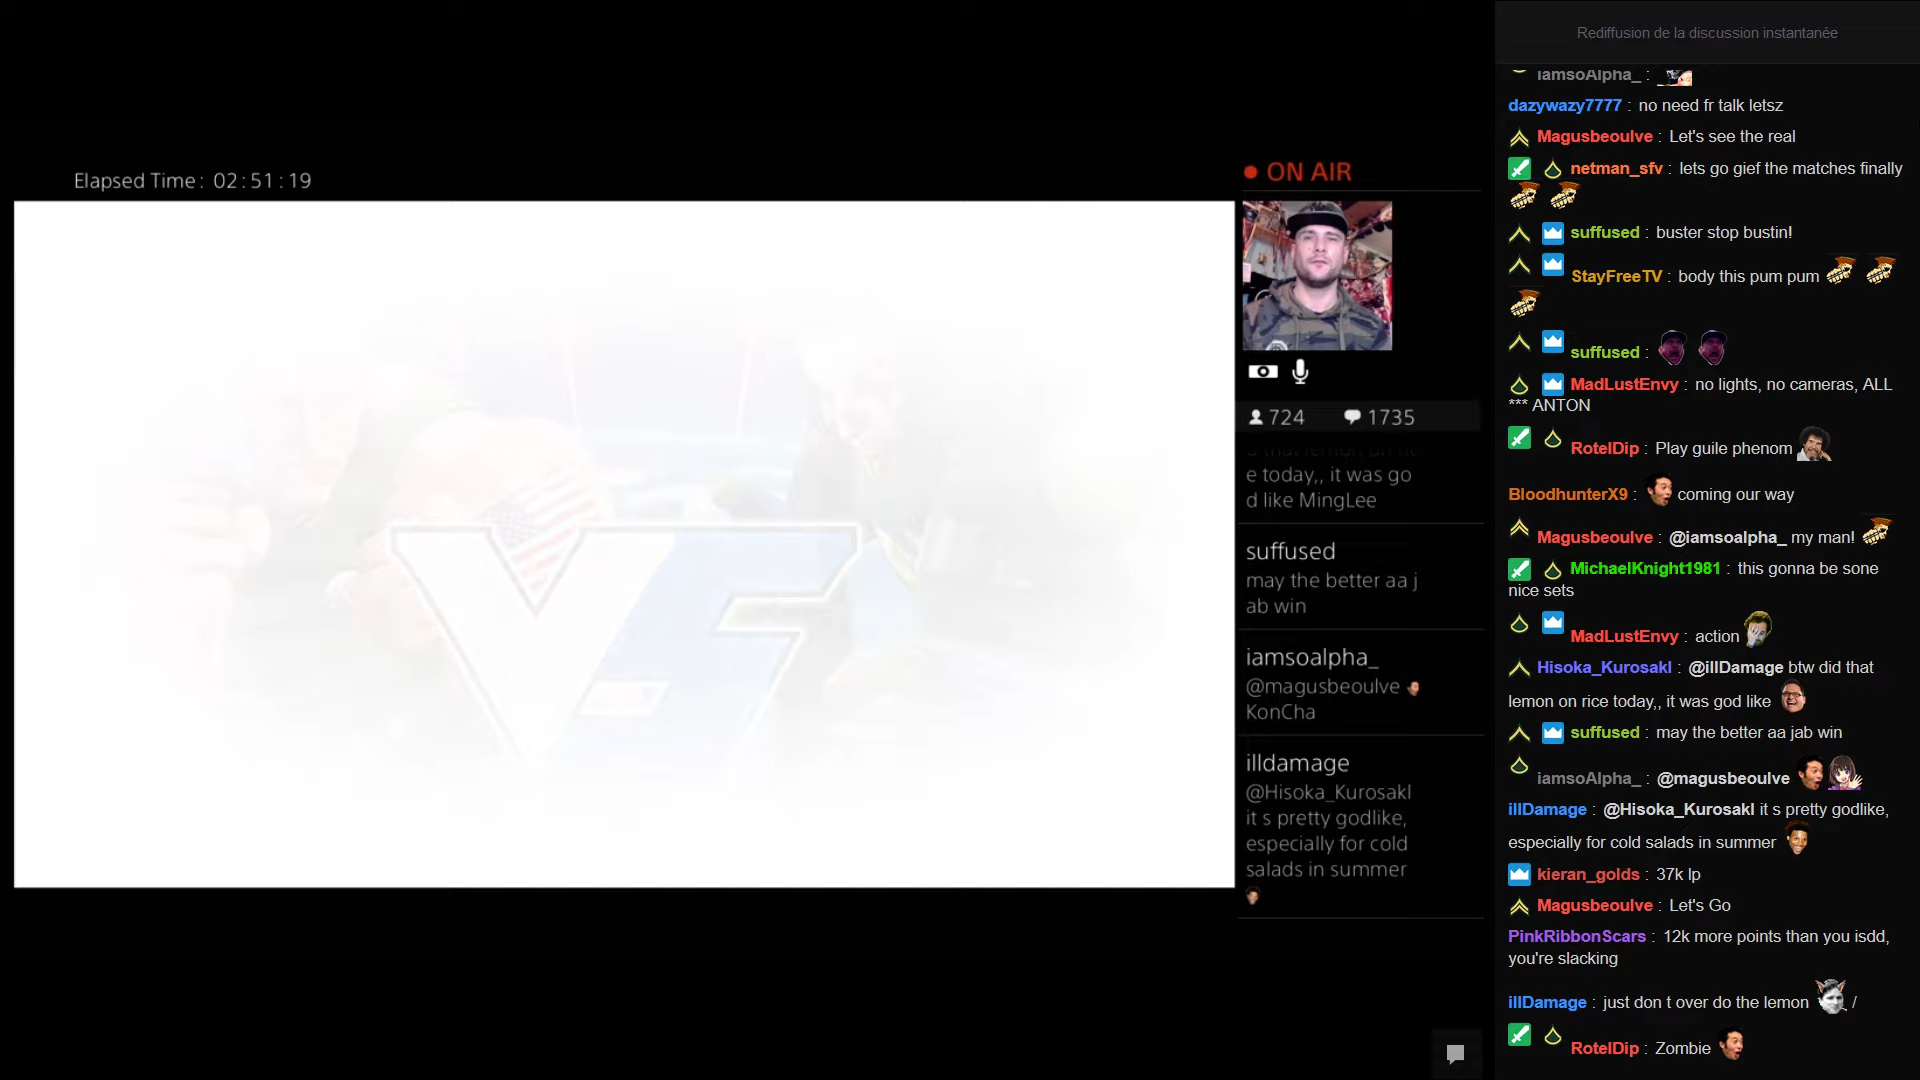 Elapsed Time: 02:51:19
ON AIR
724 1735
e today,, it was go
d like MingLee
suffused
may the better aa j
ab win
iamsoalpha_
@magusbeoulve
KonCha
illdamage
@Hisoka_Kurosakl
it s pretty godlike,
especially for cold
salads in summer
VS
Rediffusion de la discussion instantanée
iamsoAlpha_ :
dazywazy7777 : no need fr talk letsz
Magusbeoulve : Let's see the real
netman_sfv : lets go gief the matches finally
suffused : buster stop bustin!
StayFreeTV : body this pum pum
suffused :
MadLustEnvy : no lights, no cameras, ALL
*** ANTON
RotelDip : Play guile phenom
BloodhunterX9 : coming our way
Magusbeoulve : @iamsoalpha_ my man!
MichaelKnight1981 : this gonna be sone
nice sets
MadLustEnvy : action
Hisoka_Kurosakl : @illDamage btw did that
lemon on rice today,, it was god like
suffused : may the better aa jab win
iamsoAlpha_ : @magusbeoulve
illDamage : @Hisoka_Kurosakl it s pretty godlike,
especially for cold salads in summer
kieran_golds : 37k lp
Magusbeoulve : Let's Go
PinkRibbonScars : 12k more points than you isdd,
you're slacking
illDamage : just don t over do the lemon /
RotelDip : Zombie